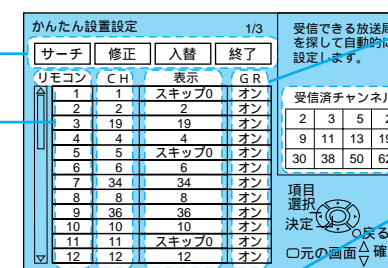 かんたん設置設定 1/3
サーチ 修正 入替 終了
リモコン CH 表示 GR
1 1 スキップ0 オン
2 2 2 オン
3 19 19 オン
4 4 4 オン
5 5 スキップ0 オン
6 6 6 オン
7 34 34 オン
8 8 8 オン
9 36 36 オン
10 10 10 オン
11 11 スキップ0 オン
12 12 12 オン
受信できる放送局
を探して自動的に
設定します。
受信済チャンネル
2 3 5 2
9 11 13 19
30 38 50 62
項目
選択
決定
戻る
元の画面 確